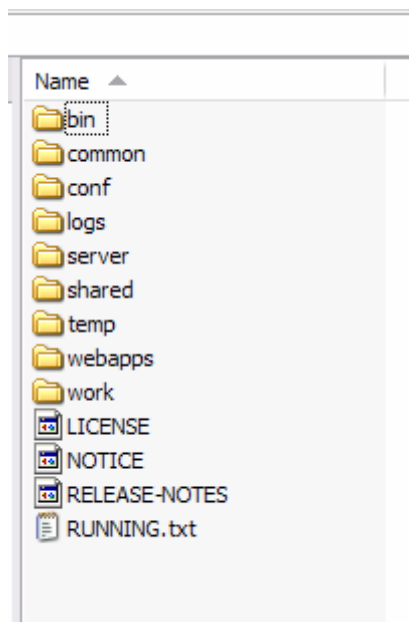 Name
bin
common
conf
logs
server
shared
temp
webapps
work
LICENSE
NOTICE
RELEASE-NOTES
RUNNING.txt